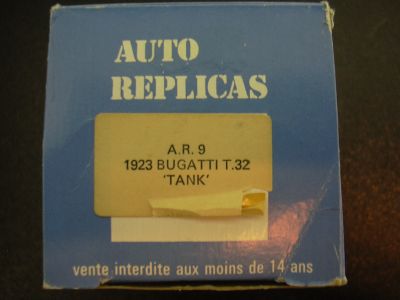 AUTO
REPLICAS
A.R. 9
1923 BUGATTI T.32
'TANK'
vente interdite aux moins de 14 ans